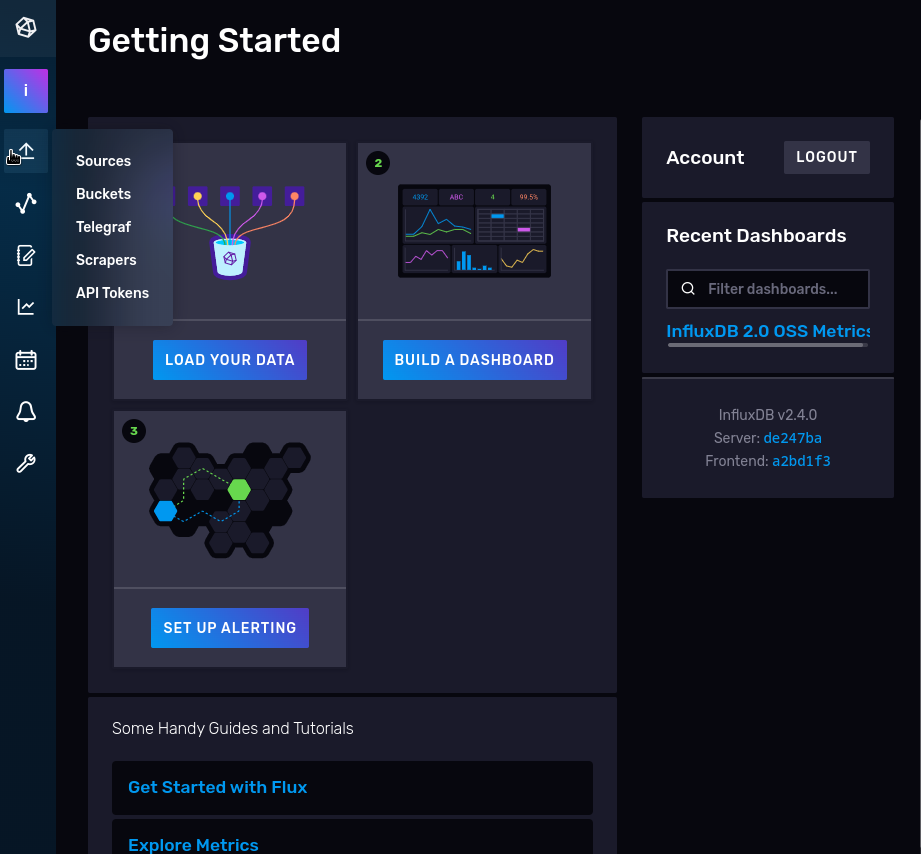 Getting Started
i
Sources
Buckets
Telegraf
Scrapers
API Tokens
LOAD YOUR DATA
2
4392
ABC
4
99.5%
BUILD A DASHBOARD
3
SET UP ALERTING
Some Handy Guides and Tutorials
Get Started with Flux
Explore Metrics
Account
LOGOUT
Recent Dashboards
Filter dashboards...
InfluxDB 2.0 OSS Metrics
InfluxDB v2.4.0
Server: de247ba
Frontend: a2bd1f3